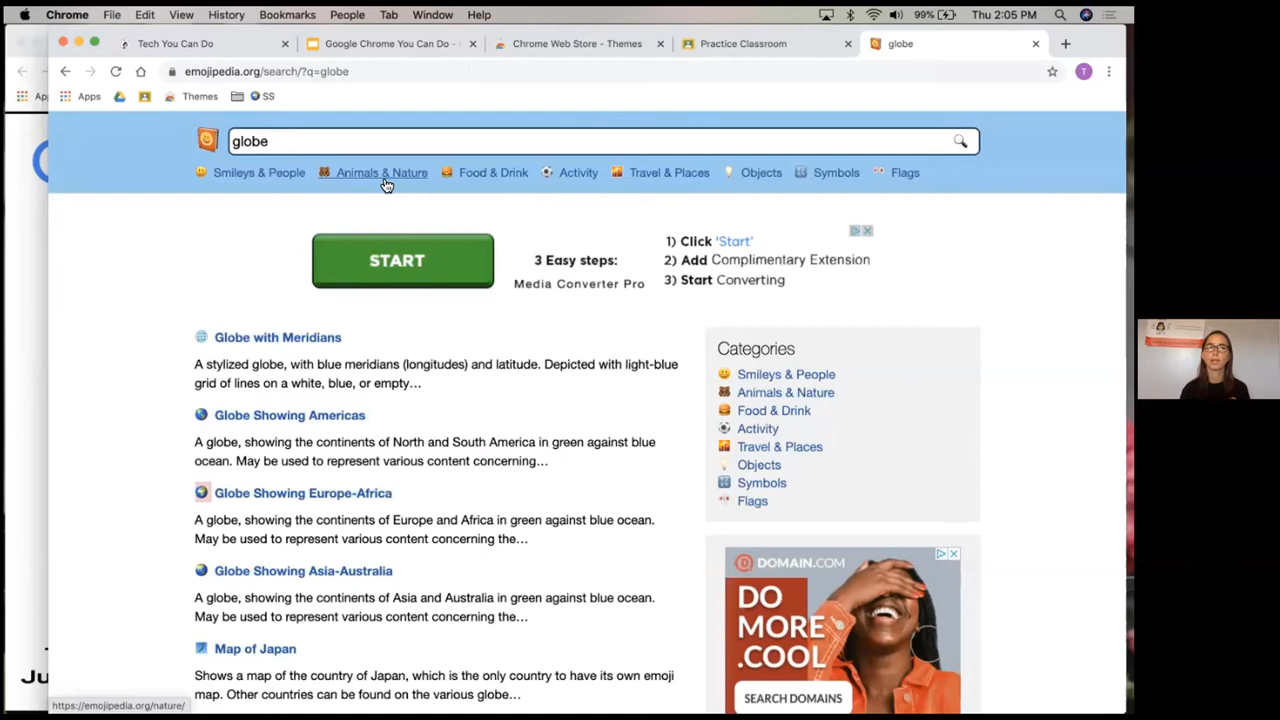 Chrome File Edit View History Bookmarks People Tab Window Help 99% Thu 2:05 PM
Tech You Can Do Google Chrome You Can Do - Chrome Web Store - Themes Practice Classroom globe
emojipedia.org/search/?q=globe T
Ap Apps Themes SS
globe
Smileys & People Animals & Nature Food & Drink Activity Travel & Places Objects Symbols Flags
START
3 Easy steps:
Media Converter Pro
1) Click 'Start'
2) Add Complimentary Extension
3) Start Converting
Globe with Meridians
A stylized globe, with blue meridians (longitudes) and latitude. Depicted with light-blue
grid of lines on a white, blue, or empty…
Globe Showing Americas
A globe, showing the continents of North and South America in green against blue
ocean. May be used to represent various content concerning…
Globe Showing Europe-Africa
A globe, showing the continents of Europe and Africa in green against blue ocean.
May be used to represent various content concerning the…
Globe Showing Asia-Australia
A globe, showing the continents of Asia and Australia in green against blue ocean.
May be used to represent various content concerning the…
Map of Japan
Shows a map of the country of Japan, which is the only country to have its own emoji
map. Other countries can be found on the various globe…
Categories
Smileys & People
Animals & Nature
Food & Drink
Activity
Travel & Places
Objects
Symbols
Flags
DOMAIN.COM
DO
MORE
.COOL
SEARCH DOMAINS
Ju
https://emojipedia.org/nature/